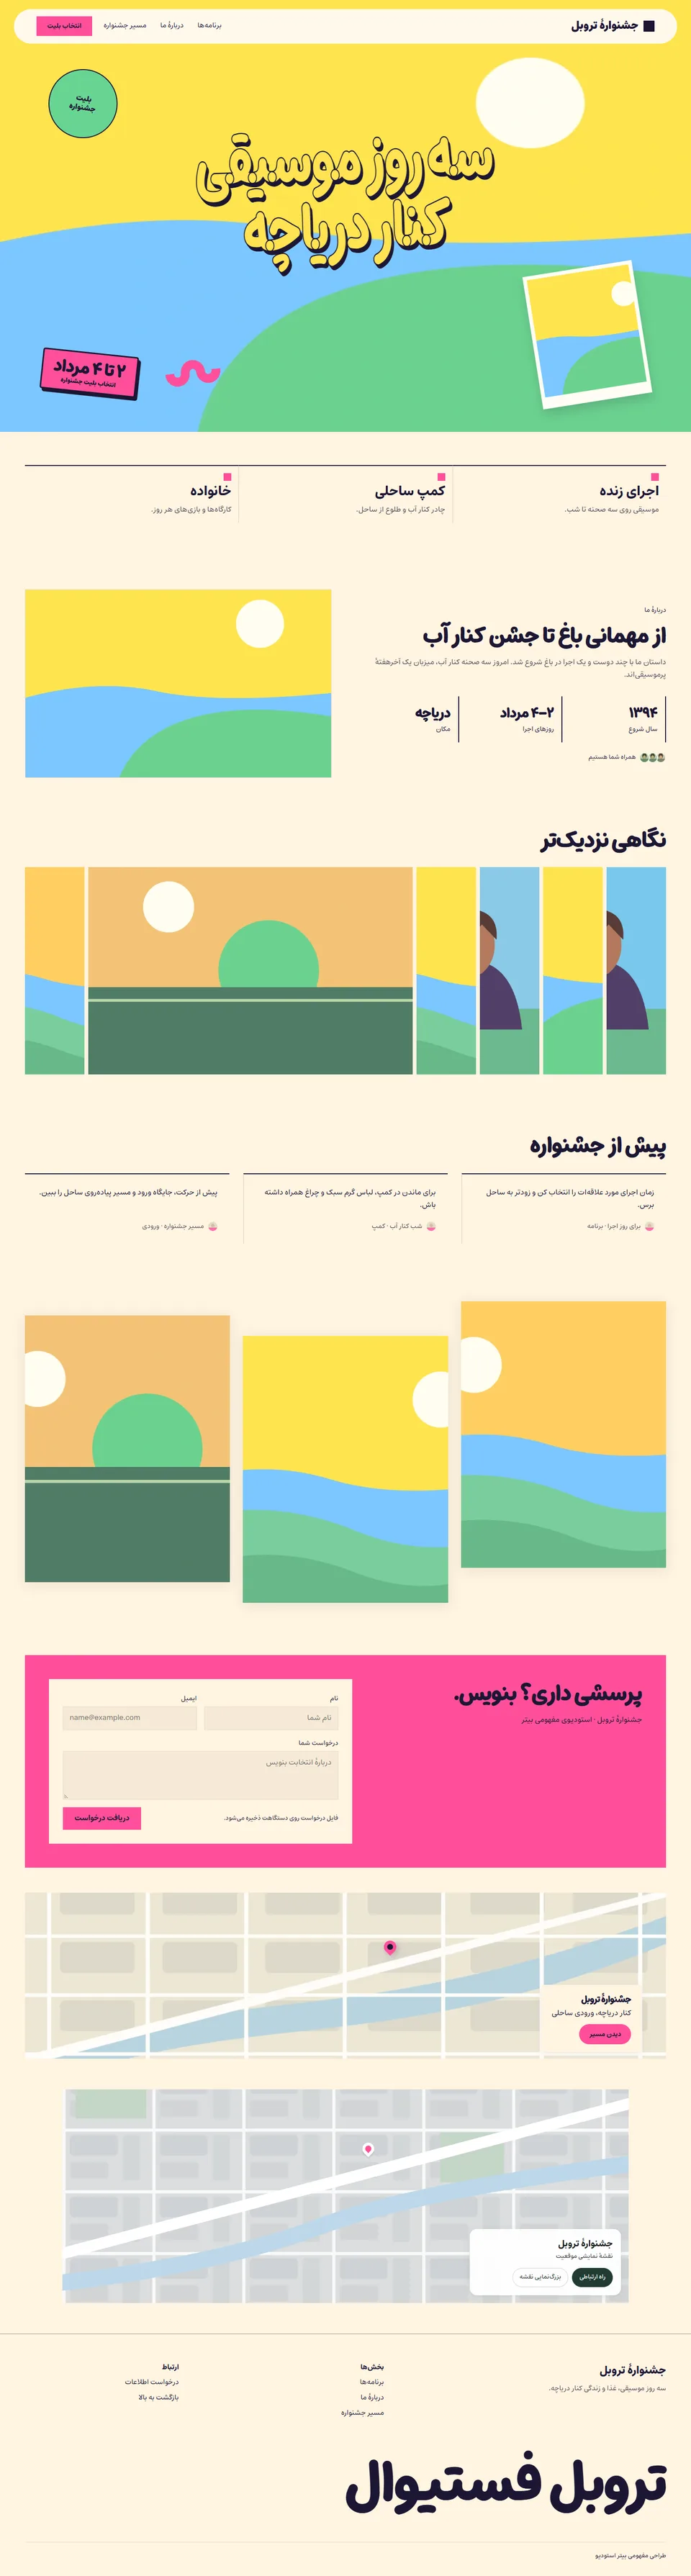 جشنوارهٔ تروبل
برنامه‌ها
دربارهٔ ما
مسیر جشنواره
انتخاب بلیت
بلیت
جشنواره
سه روز موسیقی
کنار دریاچه
۲ تا ۴ مرداد
انتخاب بلیت جشنواره
اجرای زنده
موسیقی روی سه صحنه تا شب.
کمپ ساحلی
چادر کنار آب و طلوع از ساحل.
خانواده
کارگاه‌ها و بازی‌های هر روز.
دربارهٔ ما
از مهمانی باغ تا جشن کنار آب
داستان ما با چند دوست و یک اجرا در باغ شروع شد. امروز سه صحنه کنار آب، میزبان یک آخرهفتهٔ
پرموسیقی‌اند.
۱۳۹۴
سال شروع
۲–۴ مرداد
روزهای اجرا
دریاچه
مکان
همراه شما هستیم
نگاهی نزدیک‌تر
پیش از جشنواره
زمان اجرای مورد علاقه‌ات را انتخاب کن و زودتر به ساحل
برس.
برای روز اجرا · برنامه
برای ماندن در کمپ، لباس گرم سبک و چراغ همراه داشته
باش.
شب کنار آب · کمپ
پیش از حرکت، جایگاه ورود و مسیر پیاده‌روی ساحل را ببین.
مسیر جشنواره · ورودی
پرسشی داری؟ بنویس.
جشنوارهٔ تروبل · استودیوی مفهومی بیتر
نام
نام شما
ایمیل
name@example.com
درخواست شما
دربارهٔ انتخابت بنویس
فایل درخواست روی دستگاهت ذخیره می‌شود.
دریافت درخواست
جشنوارهٔ تروبل
کنار دریاچه، ورودی ساحلی
دیدن مسیر
جشنوارهٔ تروبل
نقشهٔ نمایشی موقعیت
راه ارتباطی
بزرگ‌نمایی نقشه
جشنوارهٔ تروبل
سه روز موسیقی، غذا و زندگی کنار دریاچه.
بخش‌ها
برنامه‌ها
دربارهٔ ما
مسیر جشنواره
ارتباط
درخواست اطلاعات
بازگشت به بالا
تروبل فستیوال
طراحی مفهومی بیتر استودیو